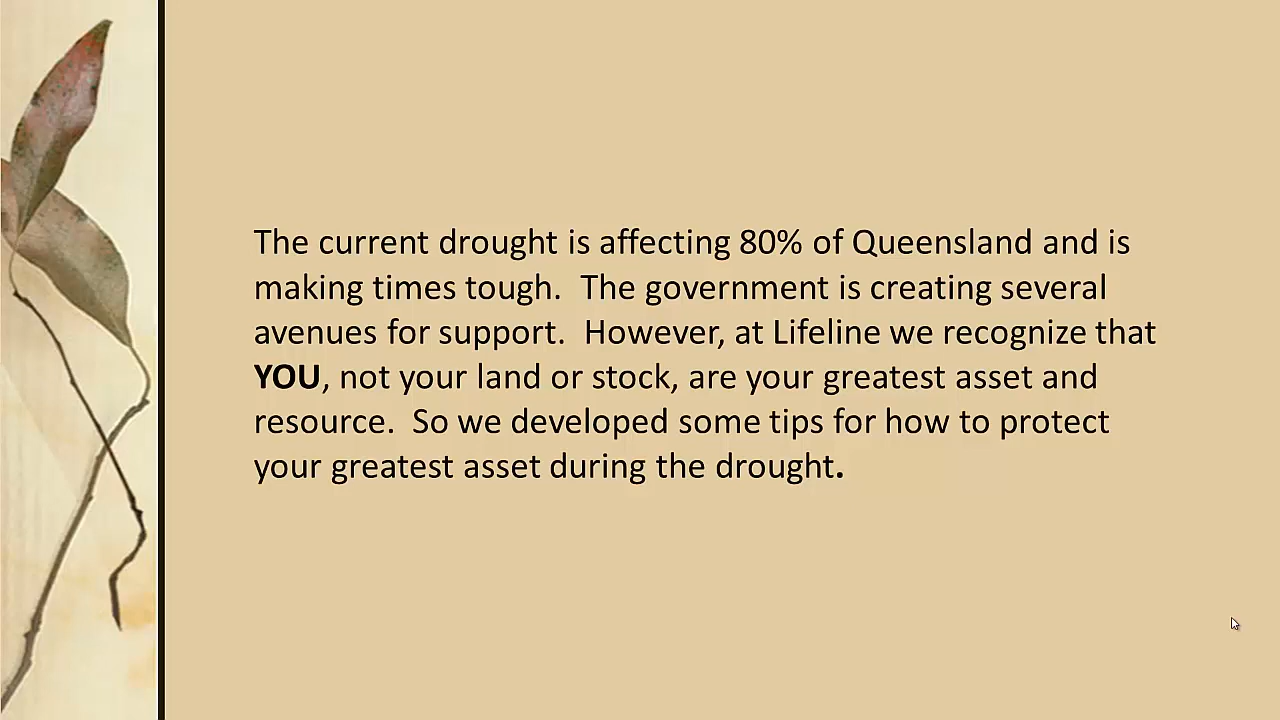 The current drought is affecting 80% of Queensland and is
making times tough.  The government is creating several
avenues for support.  However, at Lifeline we recognize that
YOU, not your land or stock, are your greatest asset and
resource.  So we developed some tips for how to protect
your greatest asset during the drought.